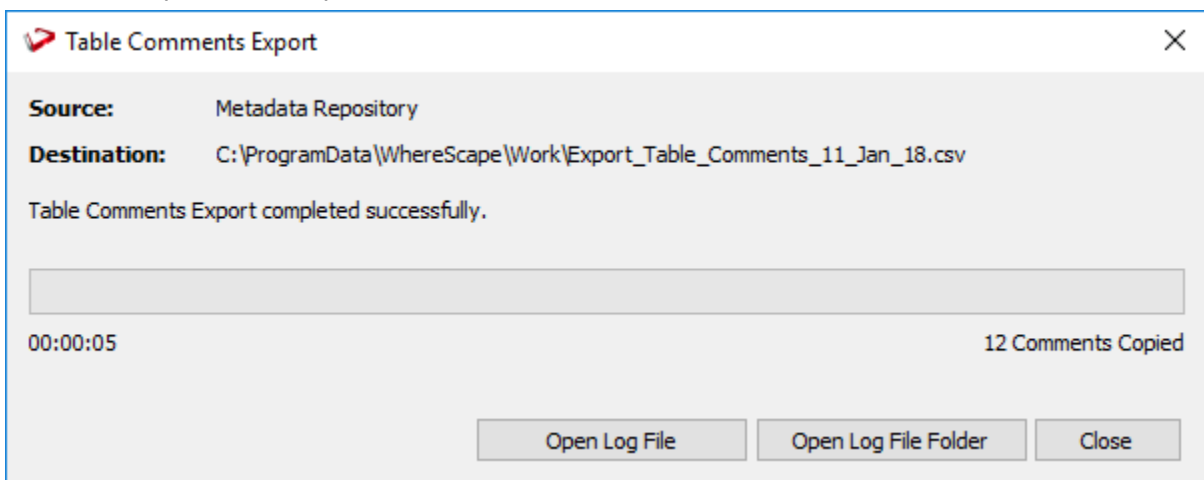 Table Comments Export
Source: Metadata Repository
Destination: C:\ProgramData\WhereScape\Work\Export_Table_Comments_11_Jan_18.csv
Table Comments Export completed successfully.
00:00:05 12 Comments Copied
Open Log File Open Log File Folder Close